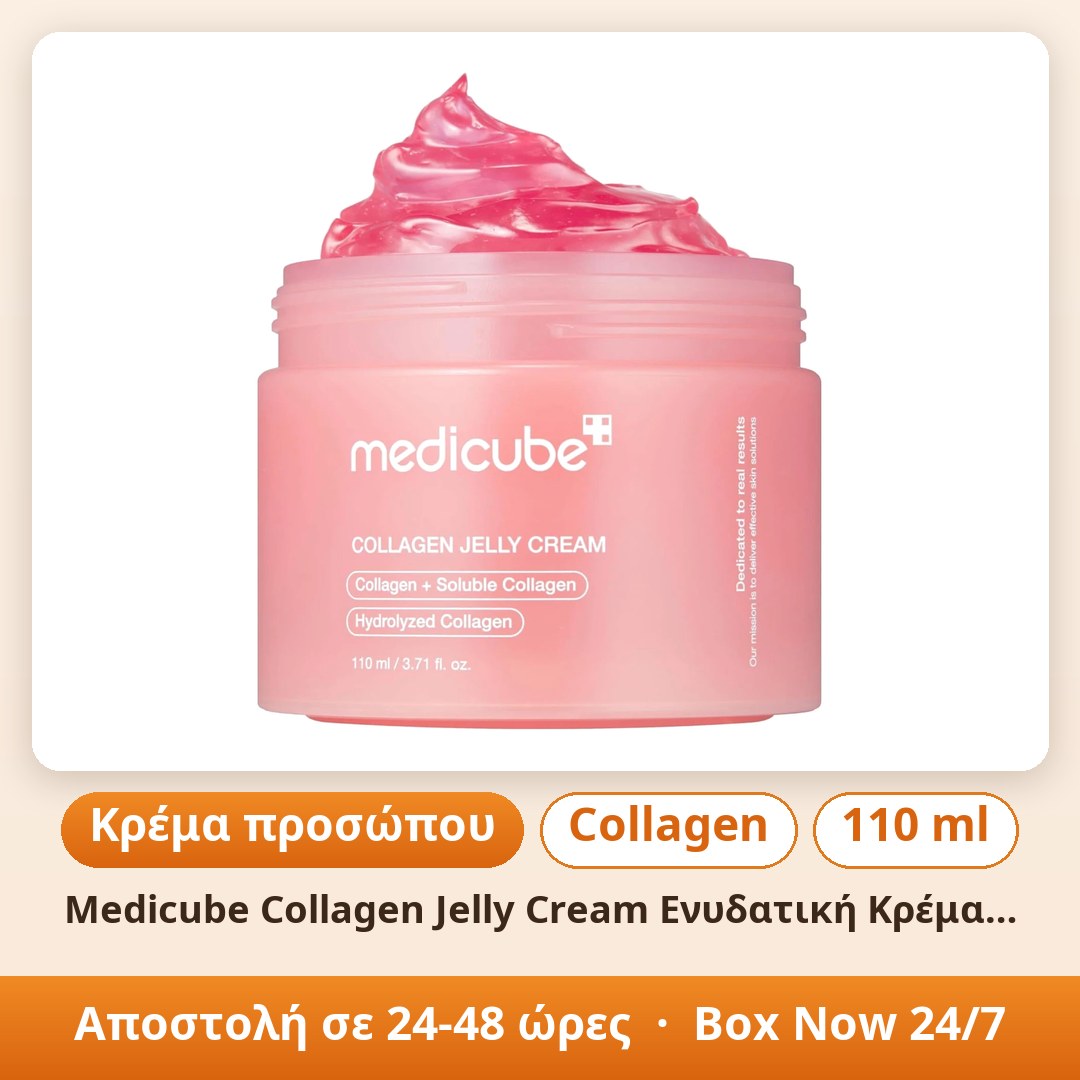 medicube
COLLAGEN JELLY CREAM
Collagen + Soluble Collagen
Hydrolyzed Collagen
110 ml / 3.71 fl. oz.
Dedicated to real results
Our mission is to deliver effective skin solutions
Κρέμα προσώπου
Collagen
110 ml
Medicube Collagen Jelly Cream Ενυδατική Κρέμα...
Αποστολή σε 24-48 ώρες · Box Now 24/7